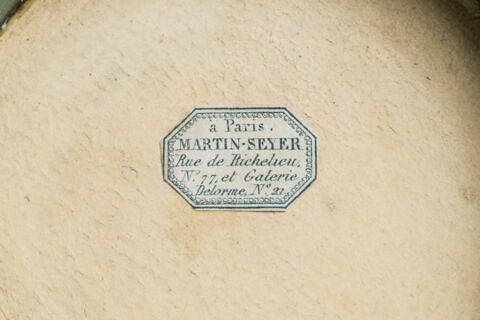 à Paris.
MARTIN-SEYER
Rue de Richelieu,
N.º 77, et Galerie
Delorme, N.º 21.